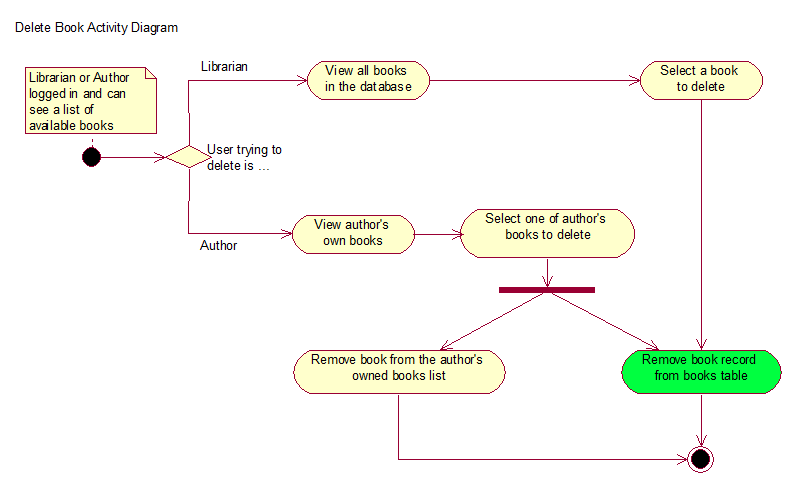 Delete Book Activity Diagram
Librarian or Author
logged in and can
see a list of
available books
Librarian
View all books
in the database
Select a book
to delete
User trying to
delete is ...
Author
View author's
own books
Select one of author's
books to delete
Remove book from the author's
owned books list
Remove book record
from books table